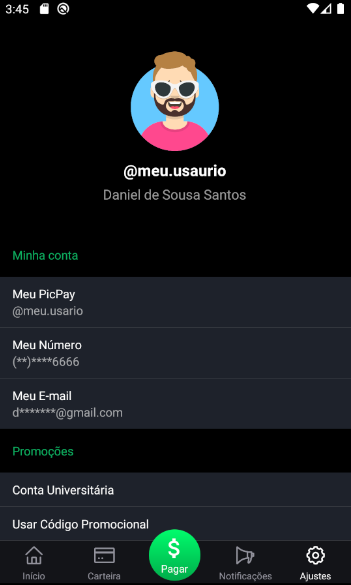 3:45
@meu.usaurio
Daniel de Sousa Santos
Minha conta
Meu PicPay
@meu.usario
Meu Número
(**)****6666
Meu E-mail
d*******@gmail.com
Promoções
Conta Universitária
Usar Código Promocional
$
Início
Carteira
Pagar
Notificações
Ajustes